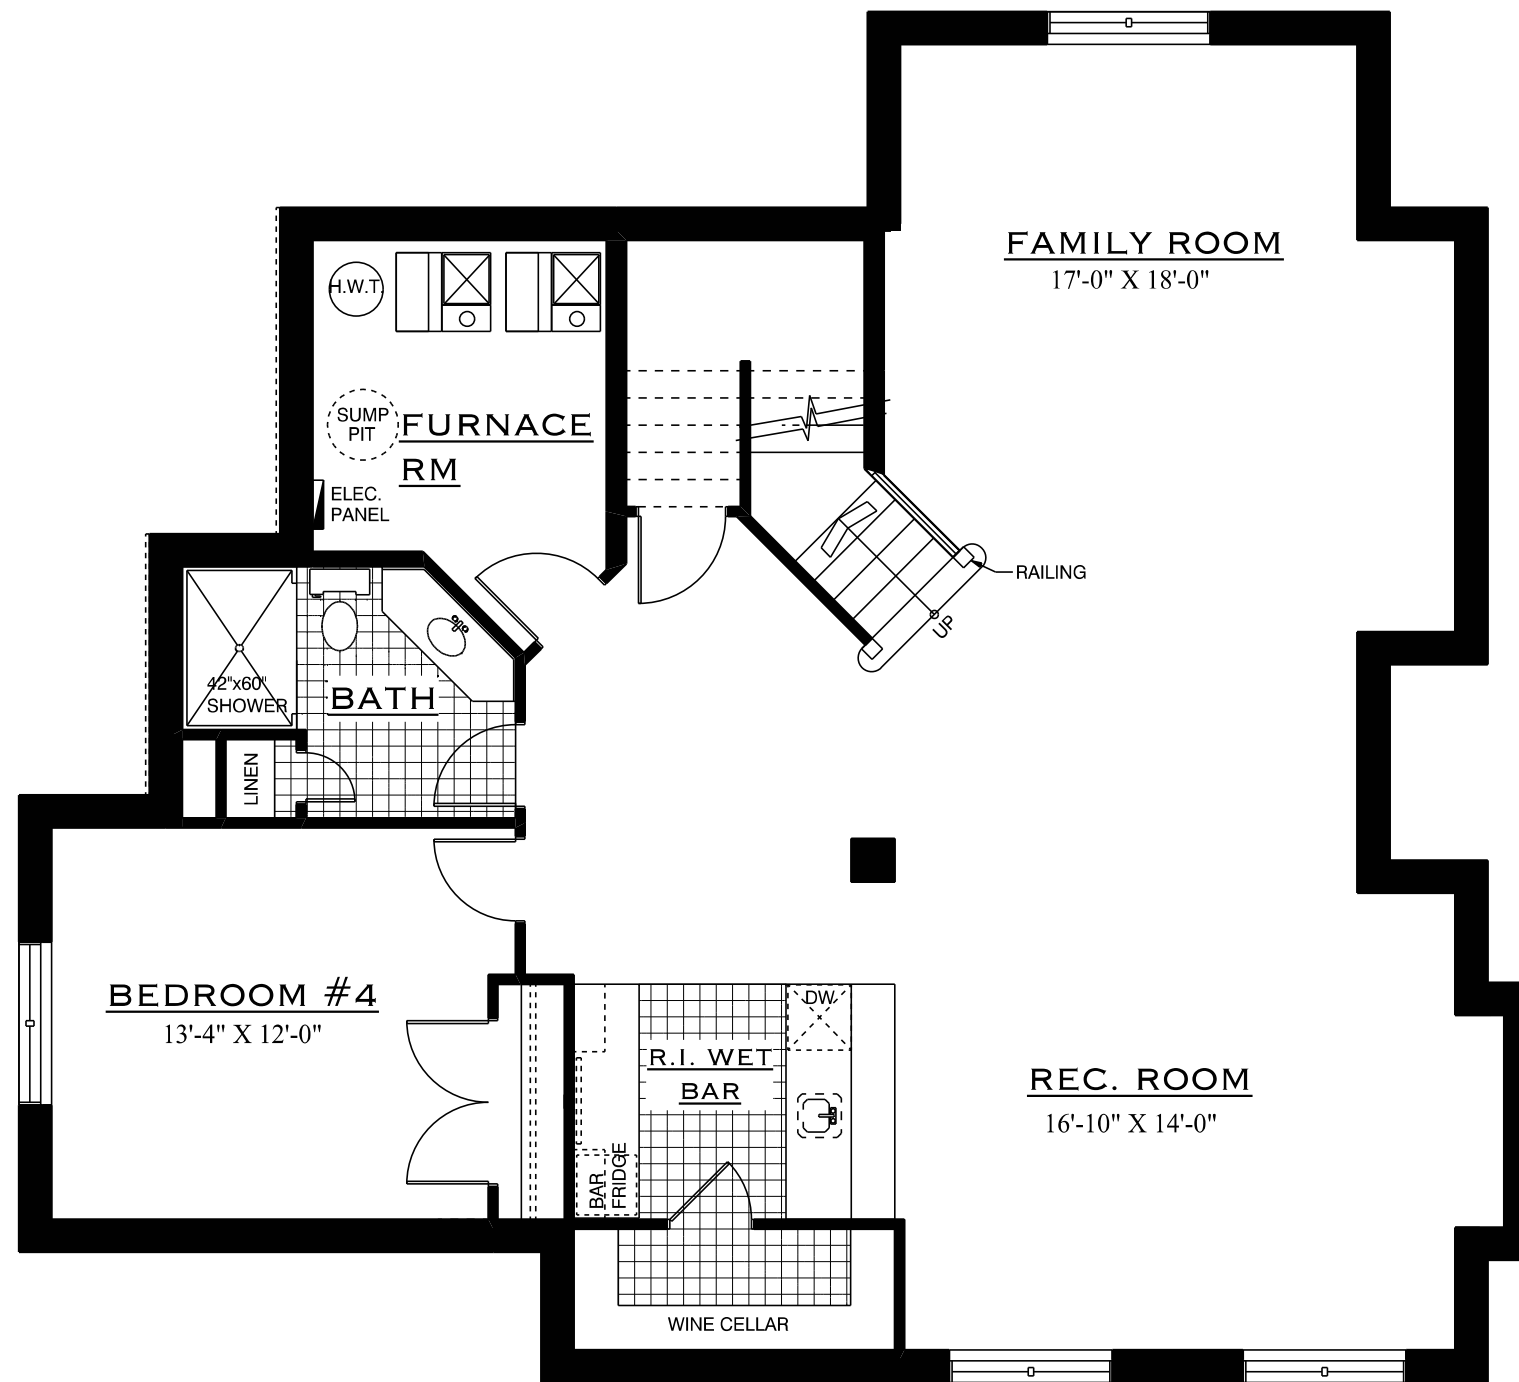 FAMILY ROOM
17'-0" X 18'-0"
H.W.T.
SUMP
PIT
FURNACE
RM
ELEC.
PANEL
RAILING
UP
42"x60"
SHOWER
BATH
LINEN
BEDROOM #4
13'-4" X 12'-0"
DW
R.I. WET
BAR
BAR
FRIDGE
REC. ROOM
16'-10" X 14'-0"
WINE CELLAR